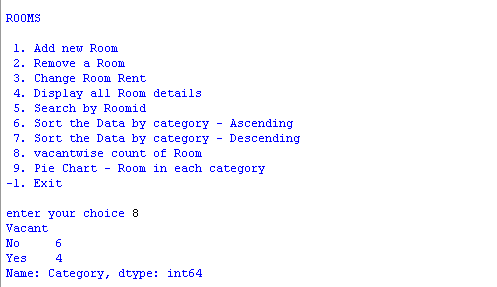 ROOMS
1. Add new Room
2. Remove a Room
3. Change Room Rent
4. Display all Room details
5. Search by Roomid
6. Sort the Data by category - Ascending
7. Sort the Data by category - Descending
8. vacantwise count of Room
9. Pie Chart - Room in each category
-1. Exit
enter your choice 8
Vacant
No     6
Yes    4
Name: Category, dtype: int64